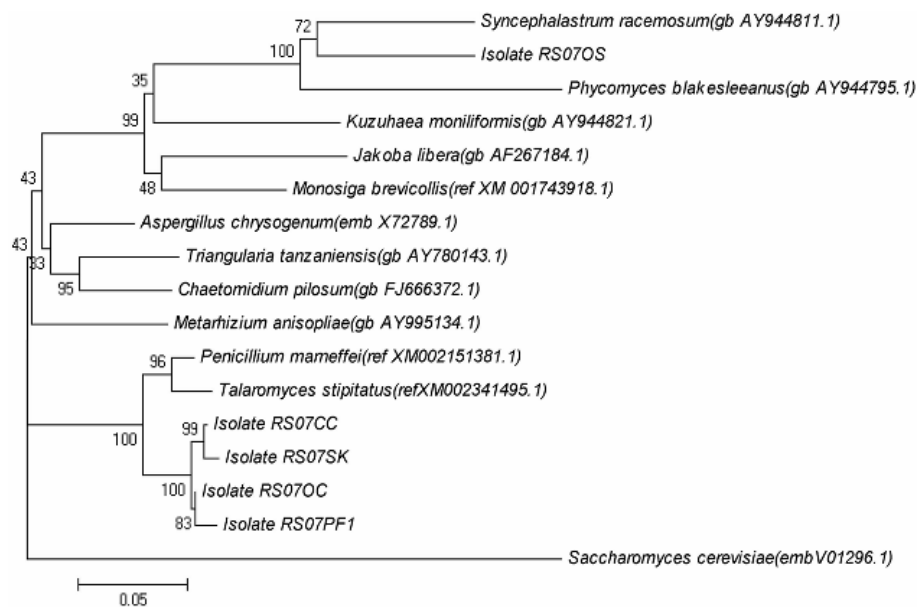 Syncephalastrum racemosum(gb AY944811.1)
72
Isolate RS07OS
100
Phycomyces blakesleeanus(gb AY944795.1)
35
Kuzuhaea moniliformis(gb AY944821.1)
99
Jakoba libera(gb AF267184.1)
48
Monosiga brevicollis(ref XM 001743918.1)
43
Aspergillus chrysogenum(emb X72789.1)
43
Triangularia tanzaniensis(gb AY780143.1)
33
95
Chaetomidium pilosum(gb FJ666372.1)
Metarhizium anisopliae(gb AY995134.1)
Penicillium marneffei(ref XM002151381.1)
96
Talaromyces stipitatus(refXM002341495.1)
100
Isolate RS07CC
99
Isolate RS07SK
100
Isolate RS07OC
83
Isolate RS07PF1
Saccharomyces cerevisiae(embV01296.1)
0.05